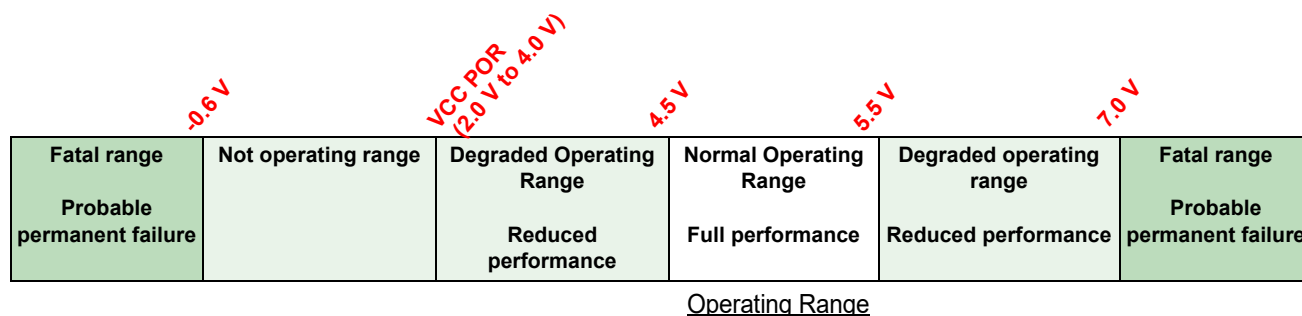 -0.6 V
VCC POR
(2.0 V to 4.0 V)
4.5 V
5.5 V
7.0 V
Fatal range
Probable
permanent failure
Not operating range
Degraded Operating
Range
Reduced
performance
Normal Operating
Range
Full performance
Degraded operating
range
Reduced performance
Fatal range
Probable
permanent failure
Operating Range